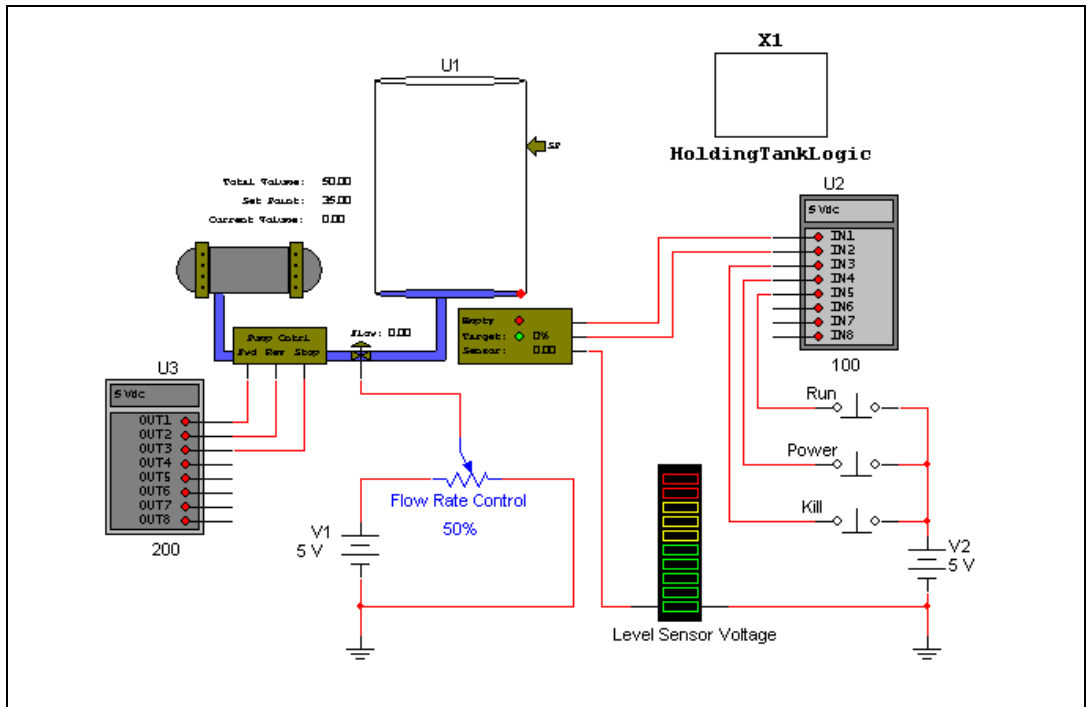 X1
U1
HoldingTankLogic
SP
U2
Total Volume: 50.00
Set Point: 35.00
Current Volume: 0.00
5 Vdc
IN1
IN2
IN3
IN4
IN5
IN6
IN7
IN8
100
Empty
Target: 0%
Sensor: 0.00
Flow: 0.00
Pump Cntrl
Fwd Rev Stop
U3
5 Vdc
OUT1
OUT2
OUT3
OUT4
OUT5
OUT6
OUT7
OUT8
200
Run
Power
Kill
Flow Rate Control
50%
V1
5 V
V2
5 V
Level Sensor Voltage